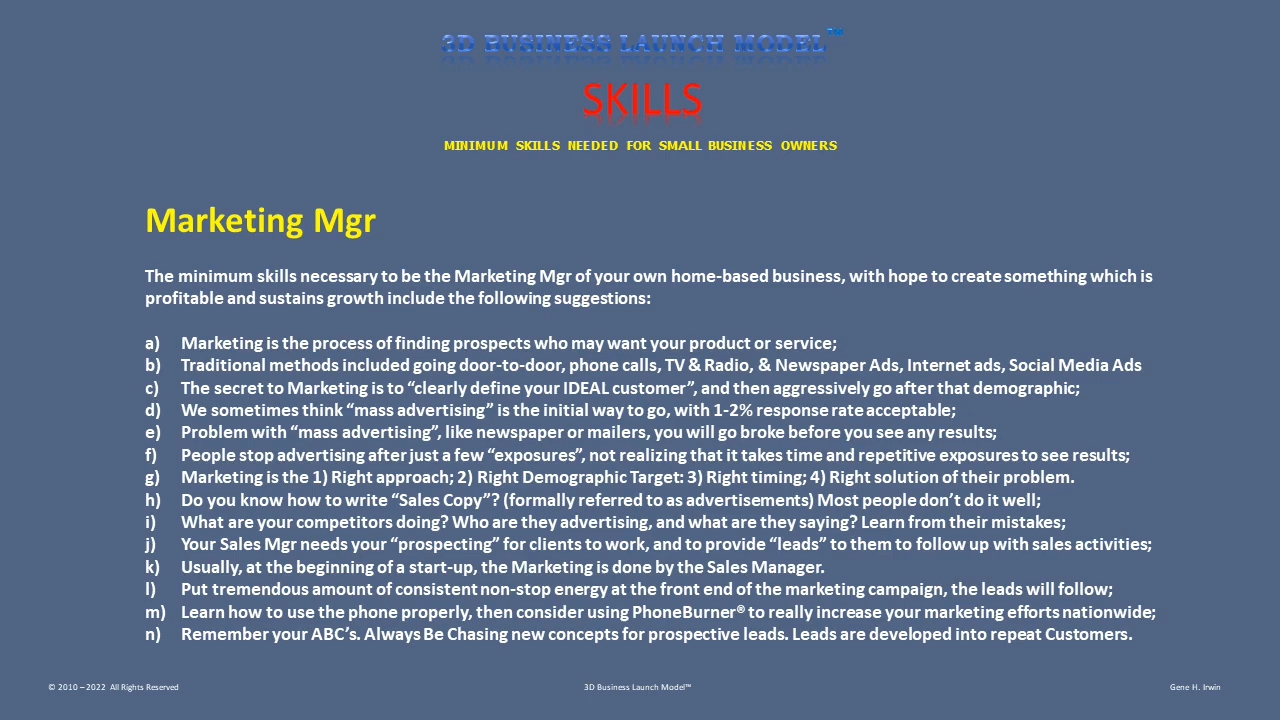 3D BUSINESS LAUNCH MODEL™
SKILLS
MINIMUM SKILLS NEEDED FOR SMALL BUSINESS OWNERS
Marketing Mgr
The minimum skills necessary to be the Marketing Mgr of your own home-based business, with hope to create something which is
profitable and sustains growth include the following suggestions:
a) Marketing is the process of finding prospects who may want your product or service;
b) Traditional methods included going door-to-door, phone calls, TV & Radio, & Newspaper Ads, Internet ads, Social Media Ads
c) The secret to Marketing is to “clearly define your IDEAL customer”, and then aggressively go after that demographic;
d) We sometimes think “mass advertising” is the initial way to go, with 1-2% response rate acceptable;
e) Problem with “mass advertising”, like newspaper or mailers, you will go broke before you see any results;
f) People stop advertising after just a few “exposures”, not realizing that it takes time and repetitive exposures to see results;
g) Marketing is the 1) Right approach; 2) Right Demographic Target: 3) Right timing; 4) Right solution of their problem.
h) Do you know how to write “Sales Copy”? (formally referred to as advertisements) Most people don’t do it well;
i) What are your competitors doing? Who are they advertising, and what are they saying? Learn from their mistakes;
j) Your Sales Mgr needs your “prospecting” for clients to work, and to provide “leads” to them to follow up with sales activities;
k) Usually, at the beginning of a start-up, the Marketing is done by the Sales Manager.
l) Put tremendous amount of consistent non-stop energy at the front end of the marketing campaign, the leads will follow;
m) Learn how to use the phone properly, then consider using PhoneBurner® to really increase your marketing efforts nationwide;
n) Remember your ABC’s. Always Be Chasing new concepts for prospective leads. Leads are developed into repeat Customers.
© 2010 – 2022 All Rights Reserved
3D Business Launch Model™
Gene H. Irwin